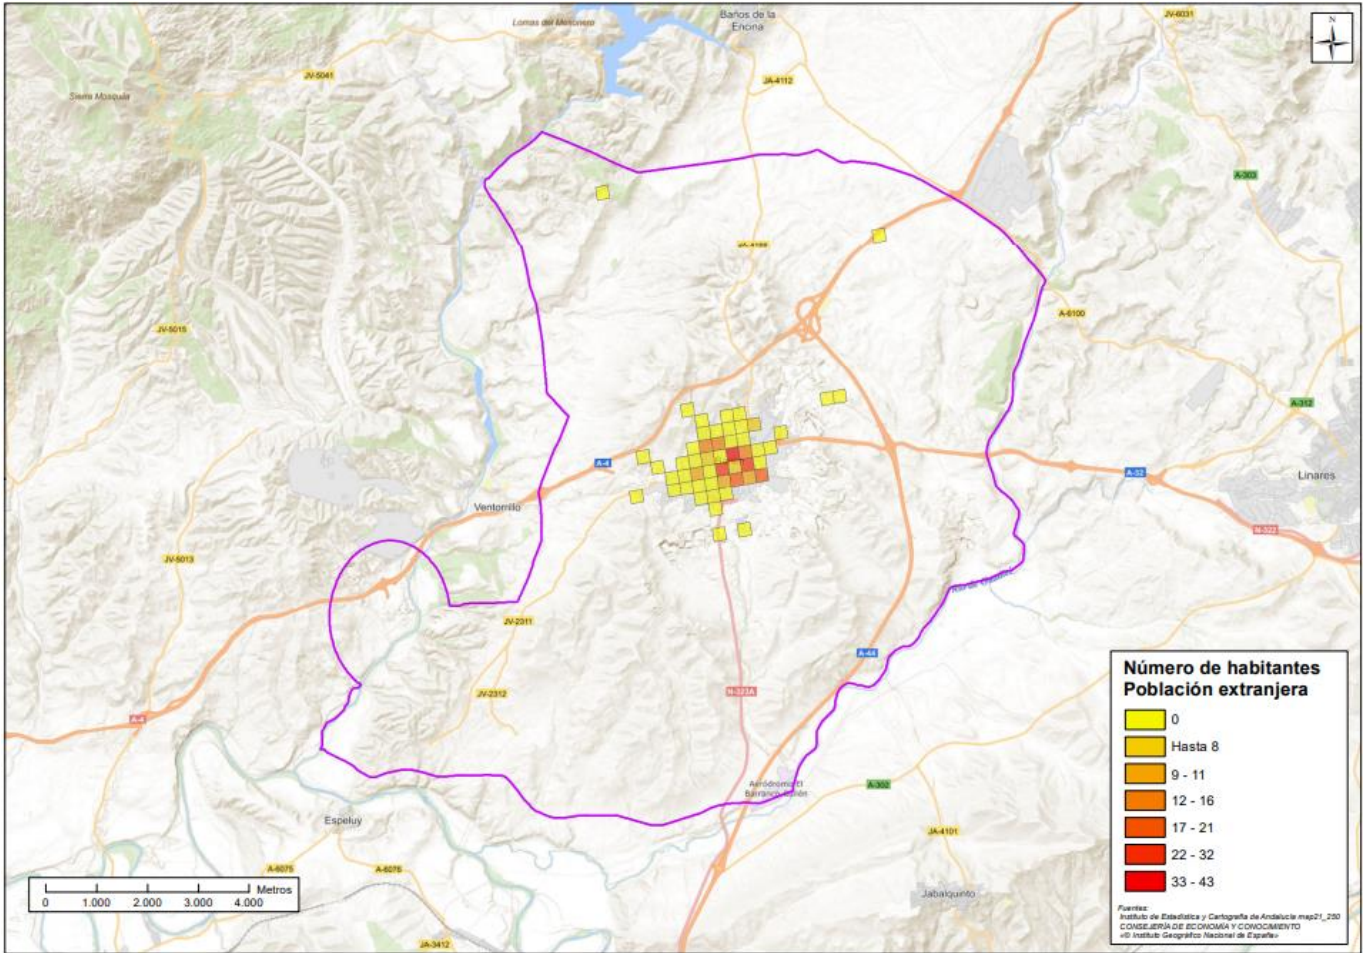 Baños de la
Encina
Lomas del Mesonero
JV-6031
N
JV-5041
JA-4112
Sierra Mosquila
A-303
JA-4188
JV-5015
A-6100
A-312
A-4
A-32
Linares
Ventorrillo
N-322
JV-5013
JV-2311
A-44
JV-2312
N-323A
A-4
Aeródromo El
Barranco, Bailén
A-302
Espeluy
JA-4101
A-6075
A-6076
Jabalquinto
JA-3412
Metros
0 1.000 2.000 3.000 4.000
Número de habitantes
Población extranjera
0
Hasta 8
9 - 11
12 - 16
17 - 21
22 - 32
33 - 43
Fuentes:
Instituto de Estadística y Cartografía de Andalucía map21_250
CONSEJERÍA DE ECONOMÍA Y CONOCIMIENTO
«© Instituto Geográfico Nacional de España»